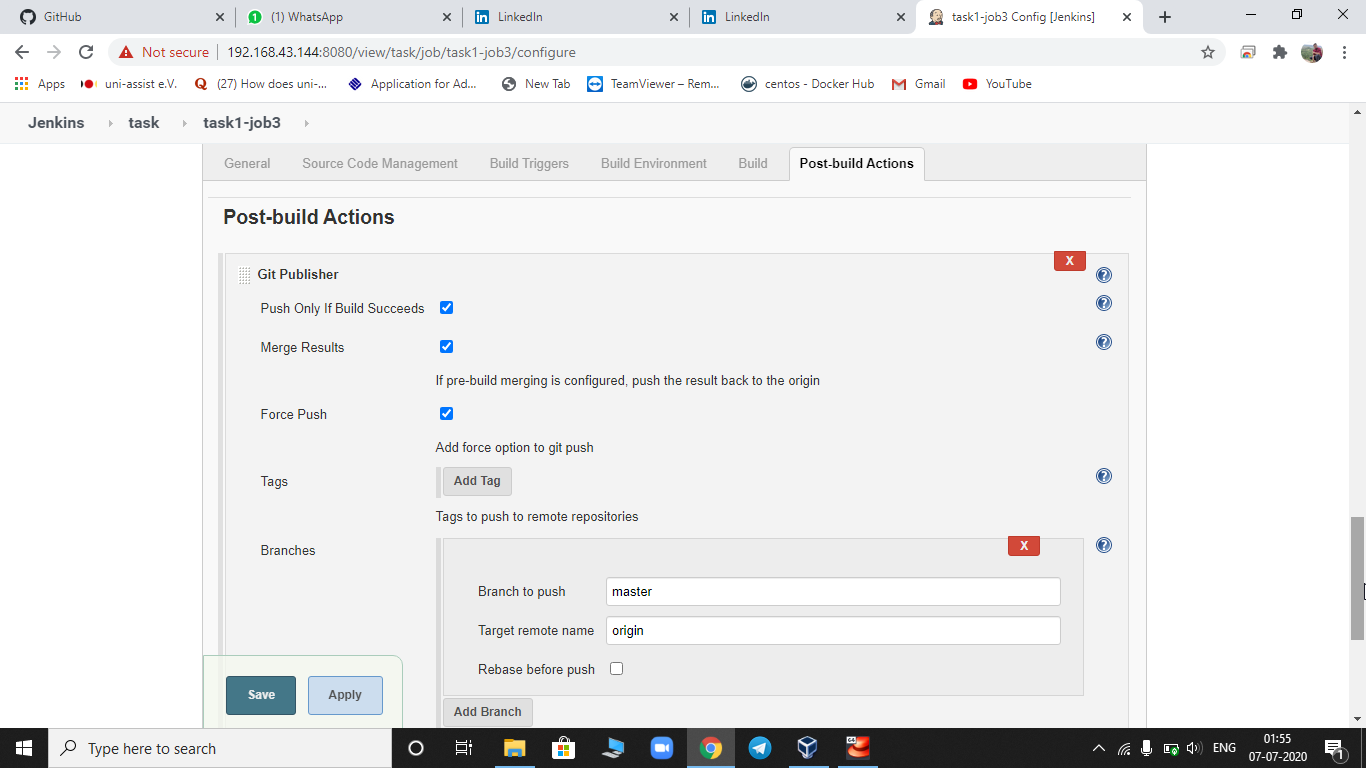 GitHub
(1) WhatsApp
LinkedIn
LinkedIn
task1-job3 Config [Jenkins]
Not secure 192.168.43.144:8080/view/task/job/task1-job3/configure
Apps uni-assist e.V. (27) How does uni-... Application for Ad... New Tab TeamViewer – Rem... centos - Docker Hub Gmail YouTube
Jenkins task task1-job3
General Source Code Management Build Triggers Build Environment Build Post-build Actions
Post-build Actions
X
Git Publisher
Push Only If Build Succeeds
Merge Results
If pre-build merging is configured, push the result back to the origin
Force Push
Add force option to git push
Tags Add Tag
Tags to push to remote repositories
Branches
X
Branch to push master
Target remote name origin
Rebase before push
Save Apply
Add Branch
Type here to search
ENG
01:55
07-07-2020
1